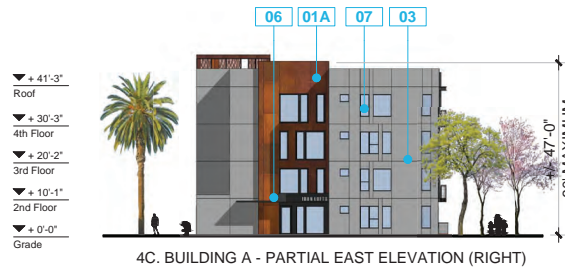 06 01A 07 03
+ 41'-3"
Roof
+ 30'-3"
4th Floor
+ 20'-2"
3rd Floor
+ 10'-1"
2nd Floor
+ 0'-0"
Grade
47'-0"
MAXIMUM
4C. BUILDING A - PARTIAL EAST ELEVATION (RIGHT)